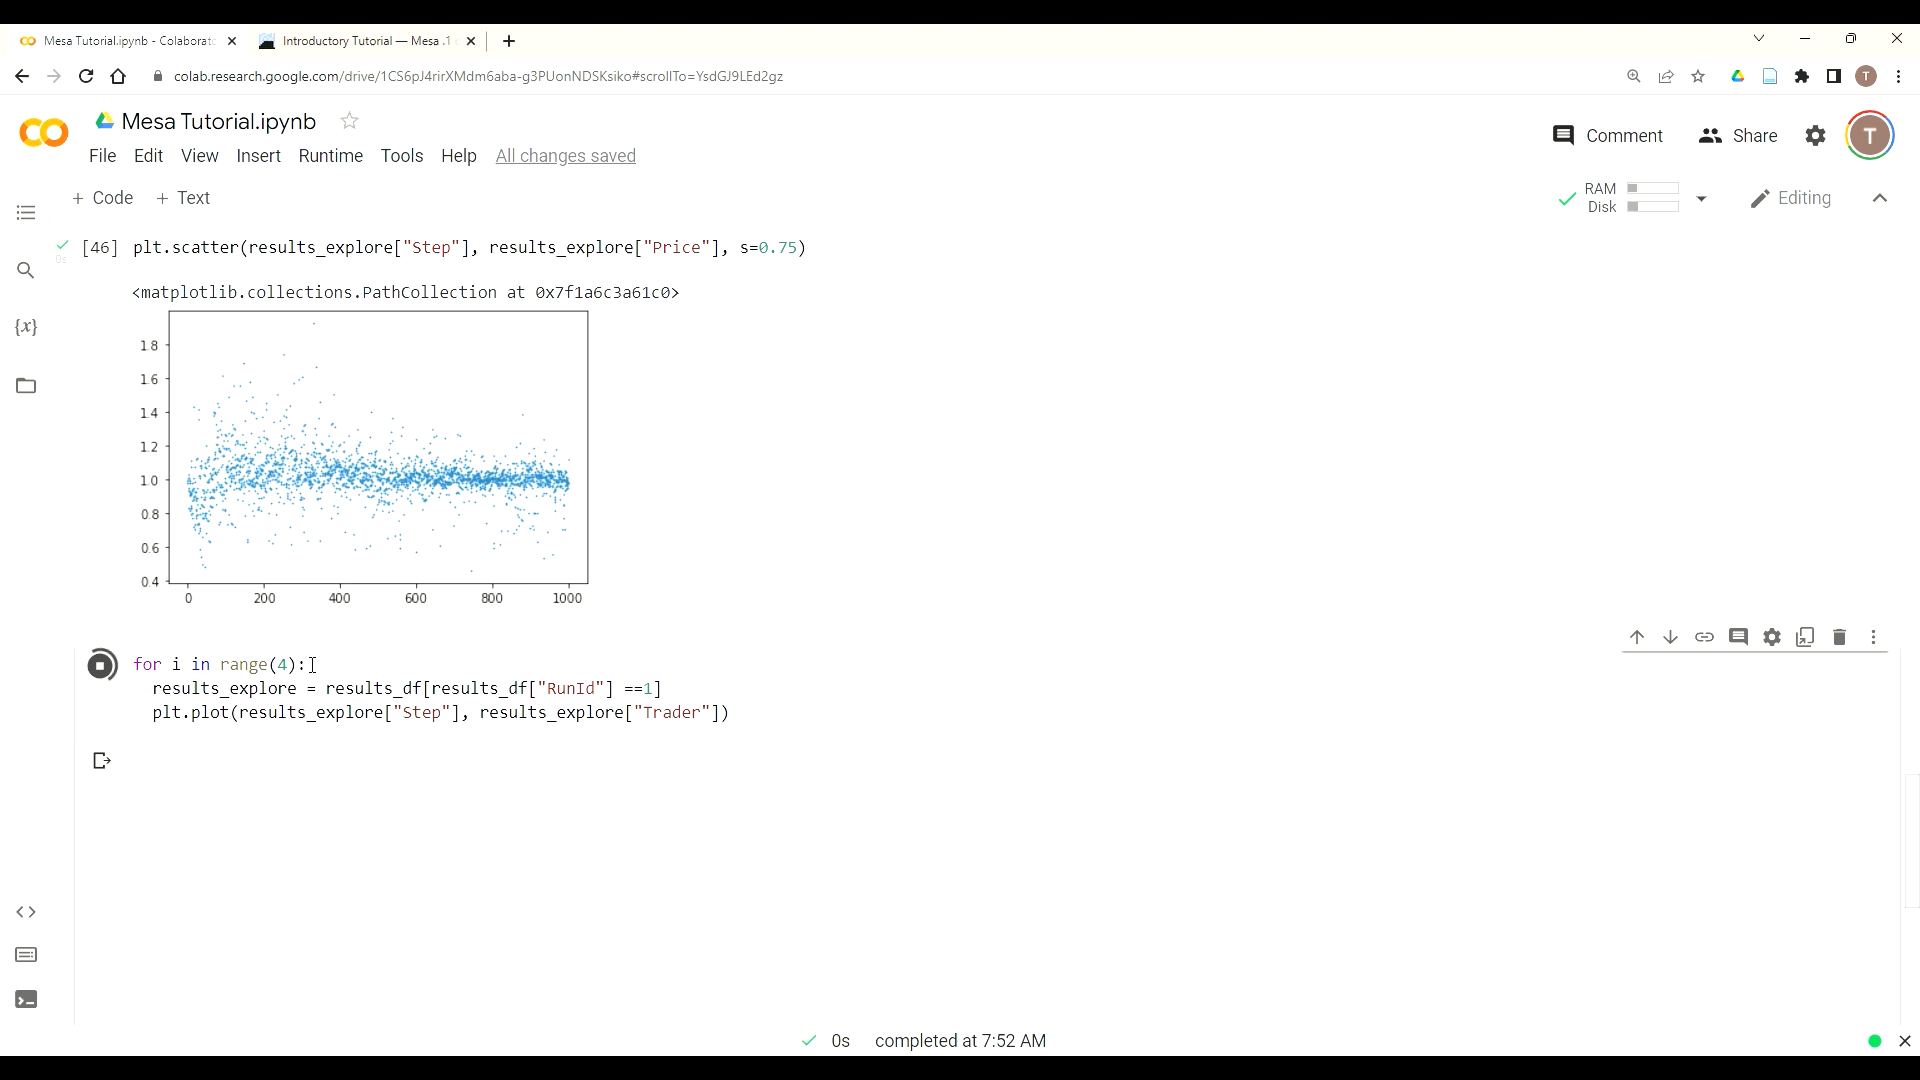 Mesa Tutorial.ipynb - Colaborat
Introductory Tutorial — Mesa .1
colab.research.google.com/drive/1CS6pJ4rirXMdm6aba-g3PUonNDSKsiko#scrollTo=YsdGJ9LEd2gz
T
CO
Mesa Tutorial.ipynb
Comment
Share
T
File Edit View Insert Runtime Tools Help All changes saved
+ Code + Text
RAM
Disk
Editing
[46] plt.scatter(results_explore["Step"], results_explore["Price"], s=0.75)
0s
<matplotlib.collections.PathCollection at 0x7f1a6c3a61c0>
{x}
1.8
1.6
1.4
1.2
1.0
0.8
0.6
0.4
0 200 400 600 800 1000
for i in range(4):
results_explore = results_df[results_df["RunId"] ==1]
plt.plot(results_explore["Step"], results_explore["Trader"])
0s completed at 7:52 AM